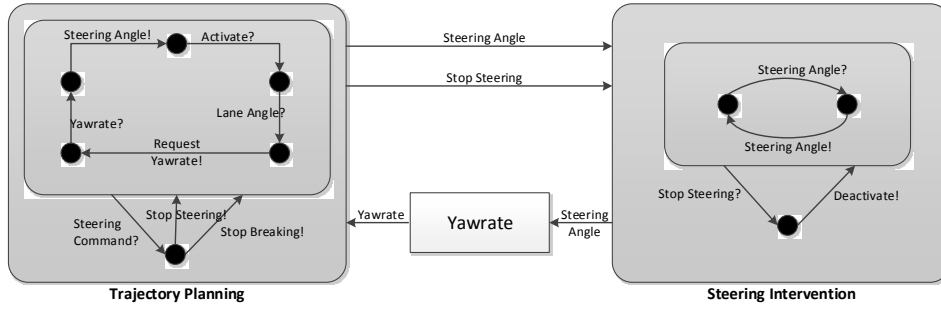 Steering Angle!
Activate?
Yawrate?
Lane Angle?
Request
Yawrate!
Steering
Command?
Stop Steering!
Stop Breaking!
Trajectory Planning
Steering Angle
Stop Steering
Yawrate
Yawrate
Steering
Angle
Steering Angle?
Steering Angle!
Stop Steering?
Deactivate!
Steering Intervention